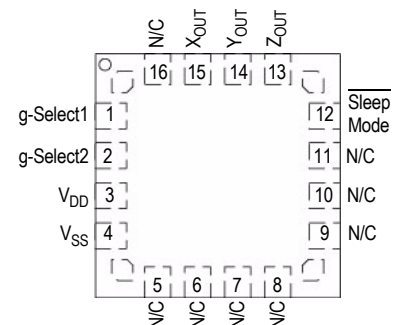 N/C XOUT YOUT ZOUT
16 15 14 13
g-Select1 1 12 Sleep Mode
g-Select2 2 11 N/C
VDD 3 10 N/C
VSS 4 9 N/C
5 6 7 8
N/C N/C N/C N/C